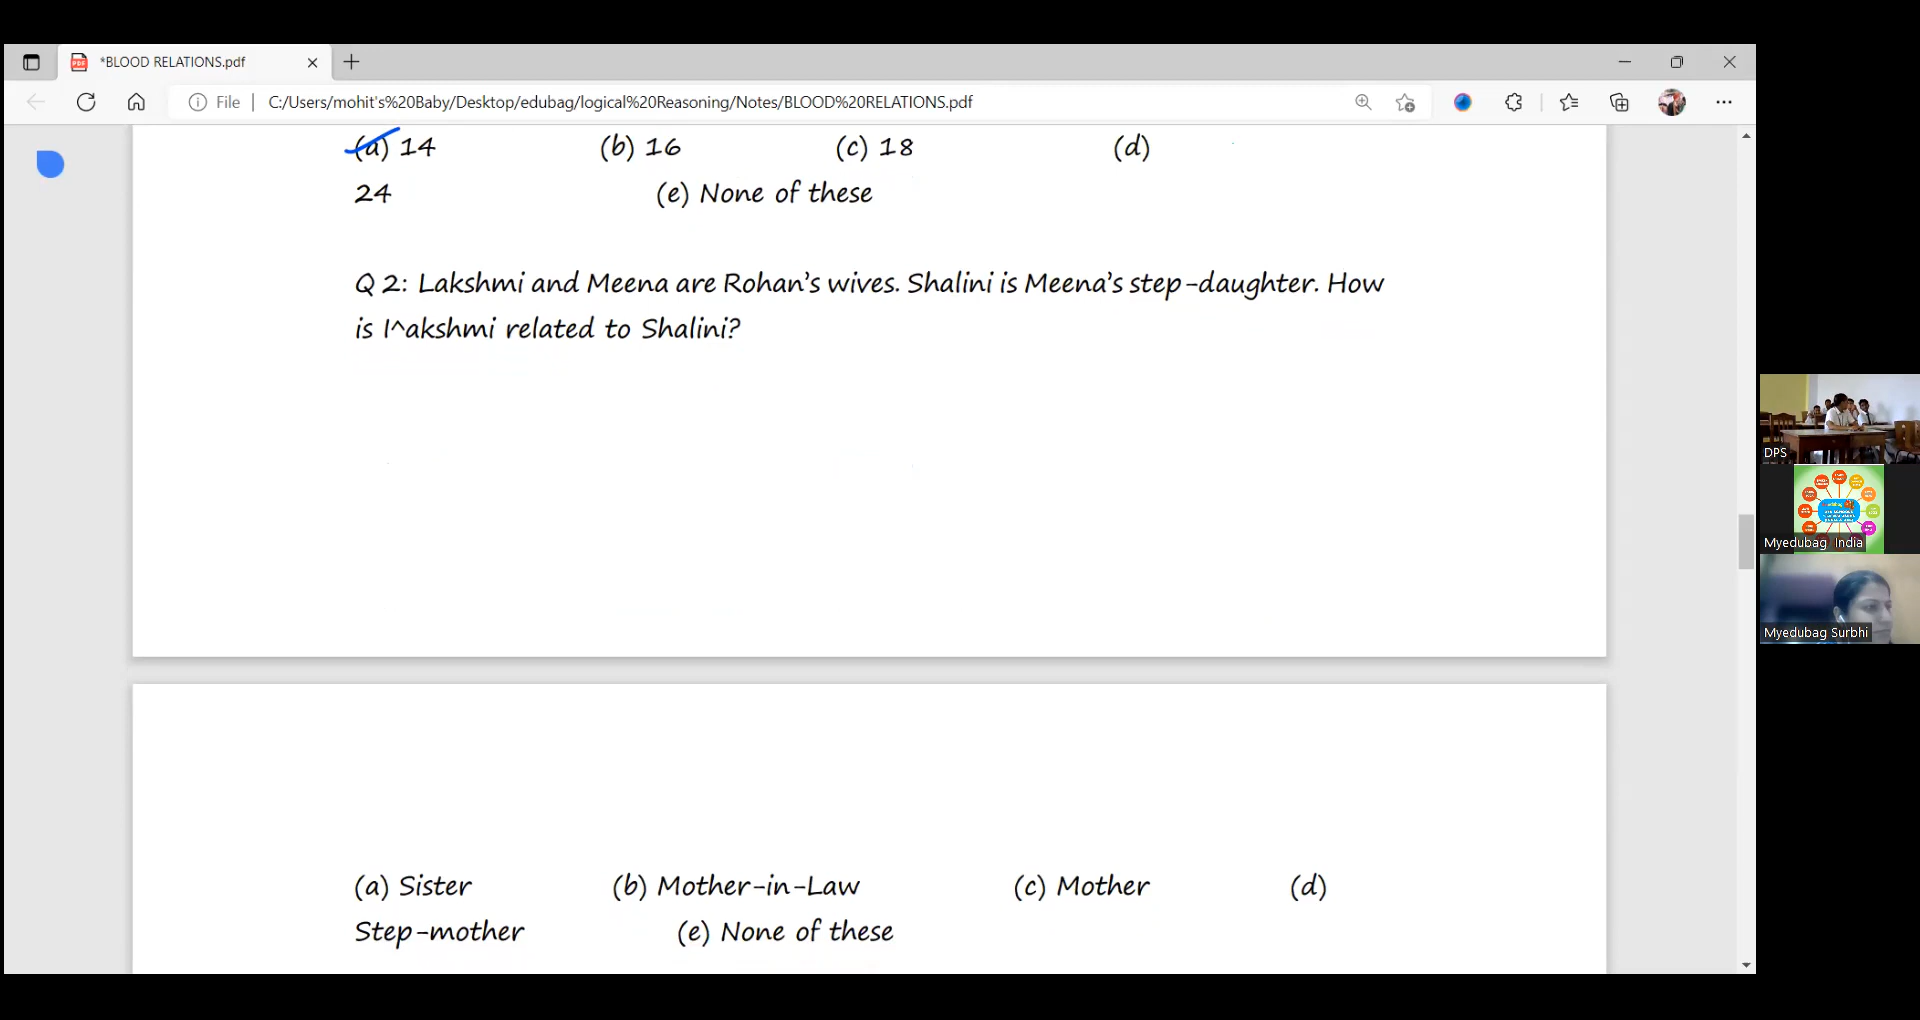 *BLOOD RELATIONS.pdf
File
C:/Users/mohit's%20Baby/Desktop/edubag/logical%20Reasoning/Notes/BLOOD%20RELATIONS.pdf
(a) 14 (b) 16 (c) 18 (d)
24 (e) None of these
Q 2: Lakshmi and Meena are Rohan's wives. Shalini is Meena's step-daughter. How
is I^akshmi related to Shalini?
(a) Sister (b) Mother-in-Law (c) Mother (d)
Step-mother (e) None of these
DPS
Myedubag India
Myedubag Surbhi